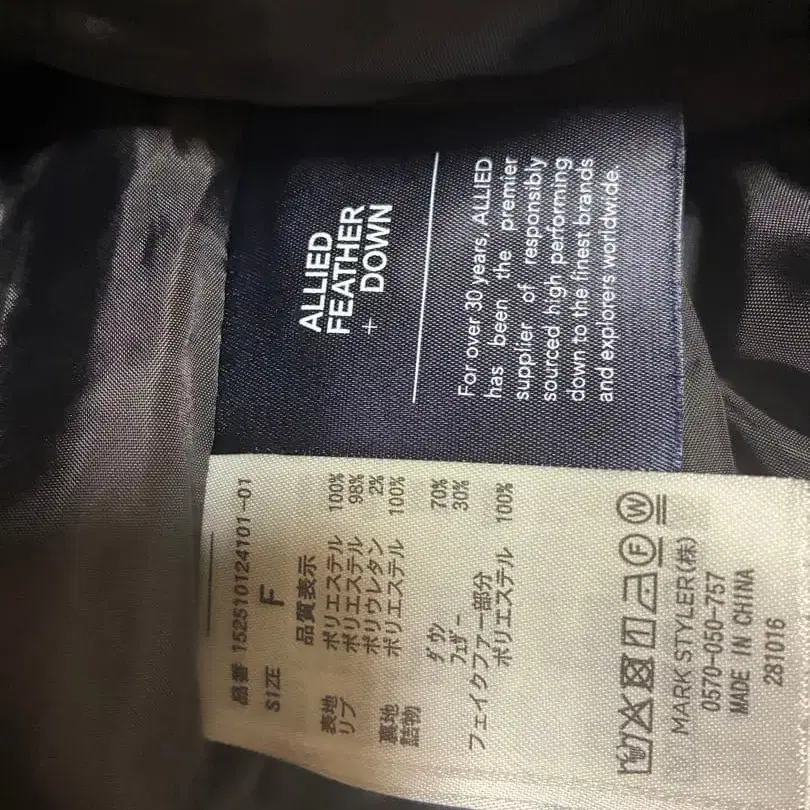 ALLIED
FEATHER
+ DOWN
For over 30 years, ALLIED
has been the premier
supplier of responsibly
sourced high performing
down to the finest brands
and explorers worldwide.
品番 152510124101-01
SIZE F
品質表示
表地 ポリエステル 100%
リブ ポリエステル 98%
ポリウレタン 2%
裏地 ポリエステル 100%
詰物
ダウン 70%
フェザー 30%
フェイクファー部分
ポリエステル 100%
F W
MARK STYLER(株)
0570-050-757
MADE IN CHINA
281016